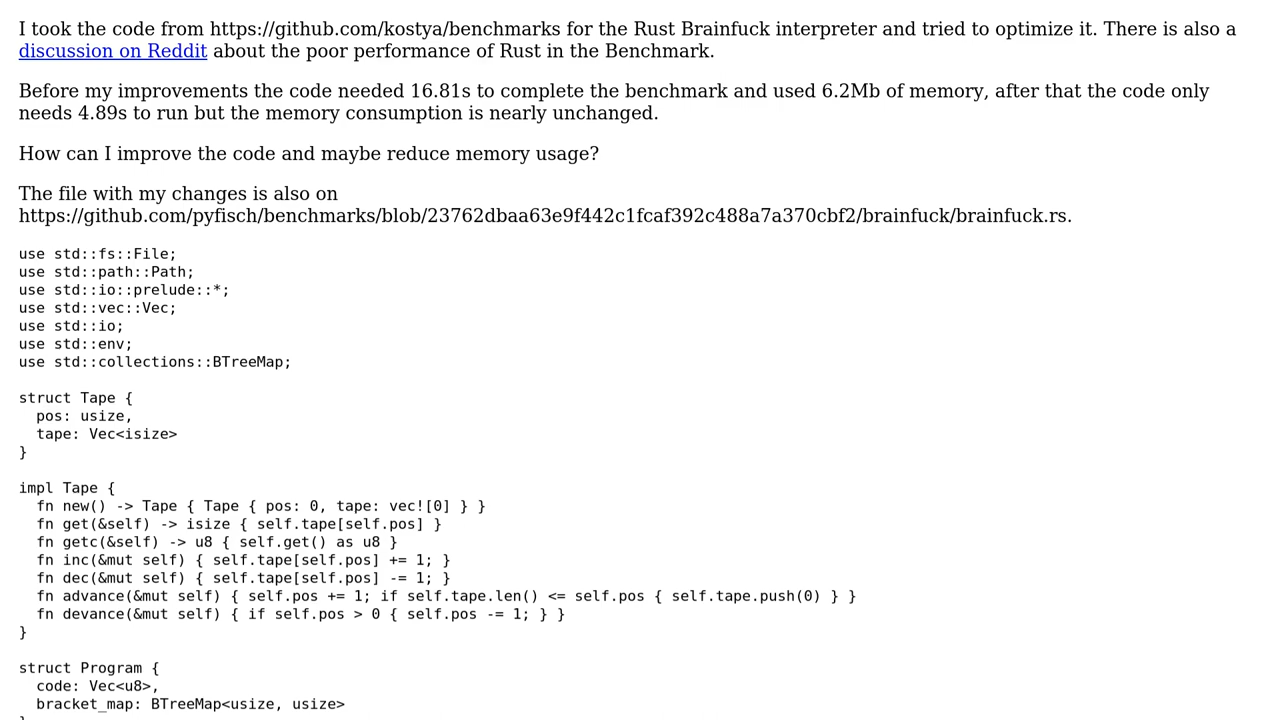 I took the code from https://github.com/kostya/benchmarks for the Rust Brainfuck interpreter and tried to optimize it. There is also a
discussion on Reddit about the poor performance of Rust in the Benchmark.
Before my improvements the code needed 16.81s to complete the benchmark and used 6.2Mb of memory, after that the code only
needs 4.89s to run but the memory consumption is nearly unchanged.
How can I improve the code and maybe reduce memory usage?
The file with my changes is also on
https://github.com/pyfisch/benchmarks/blob/23762dbaa63e9f442c1fcaf392c488a7a370cbf2/brainfuck/brainfuck.rs.
use std::fs::File;
use std::path::Path;
use std::io::prelude::*;
use std::vec::Vec;
use std::io;
use std::env;
use std::collections::BTreeMap;
struct Tape {
  pos: usize,
  tape: Vec<isize>
}
impl Tape {
  fn new() -> Tape { Tape { pos: 0, tape: vec![0] } }
  fn get(&self) -> isize { self.tape[self.pos] }
  fn getc(&self) -> u8 { self.get() as u8 }
  fn inc(&mut self) { self.tape[self.pos] += 1; }
  fn dec(&mut self) { self.tape[self.pos] -= 1; }
  fn advance(&mut self) { self.pos += 1; if self.tape.len() <= self.pos { self.tape.push(0) } }
  fn devance(&mut self) { if self.pos > 0 { self.pos -= 1; } }
}
struct Program {
  code: Vec<u8>,
  bracket_map: BTreeMap<usize, usize>
}